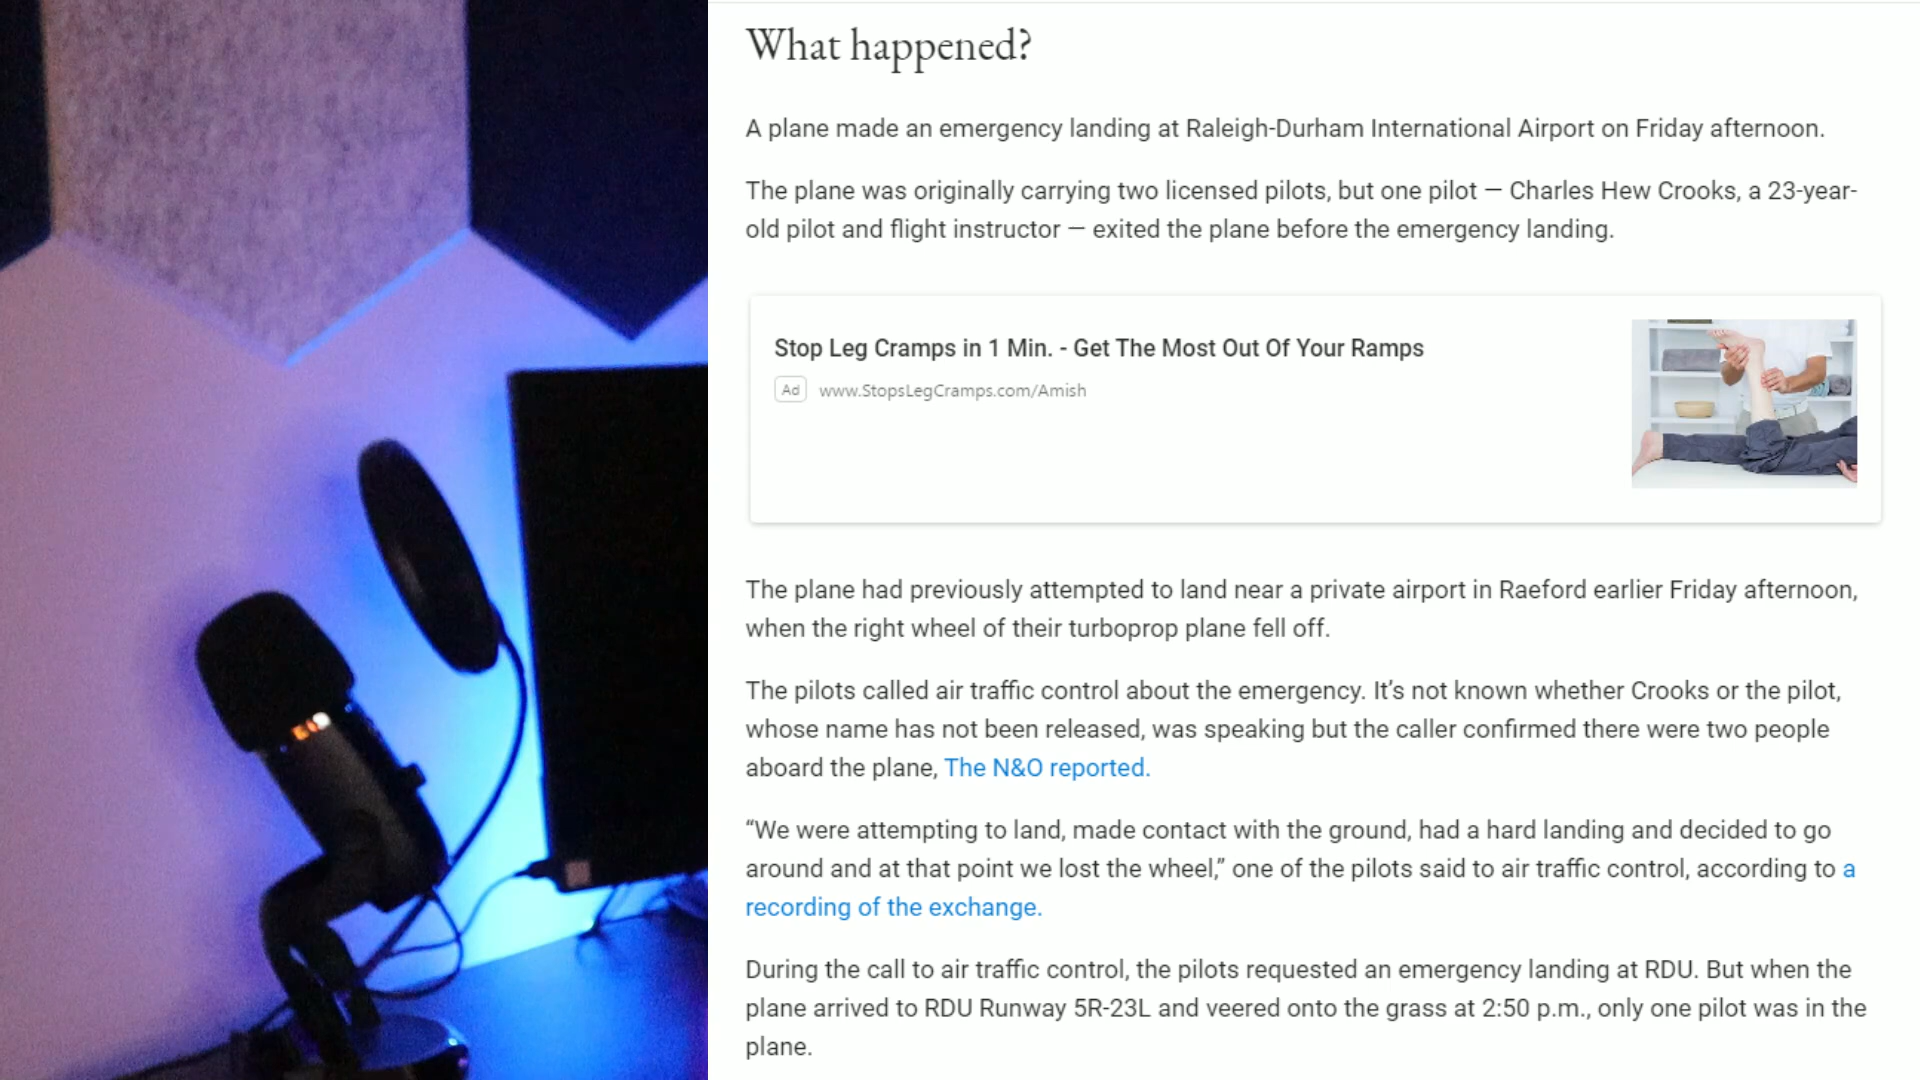 What happened?
A plane made an emergency landing at Raleigh-Durham International Airport on Friday afternoon.
The plane was originally carrying two licensed pilots, but one pilot — Charles Hew Crooks, a 23-year-
old pilot and flight instructor — exited the plane before the emergency landing.
Stop Leg Cramps in 1 Min. - Get The Most Out Of Your Ramps
Ad www.StopsLegCramps.com/Amish
The plane had previously attempted to land near a private airport in Raeford earlier Friday afternoon,
when the right wheel of their turboprop plane fell off.
The pilots called air traffic control about the emergency. It’s not known whether Crooks or the pilot,
whose name has not been released, was speaking but the caller confirmed there were two people
aboard the plane, The N&O reported.
“We were attempting to land, made contact with the ground, had a hard landing and decided to go
around and at that point we lost the wheel,” one of the pilots said to air traffic control, according to a
recording of the exchange.
During the call to air traffic control, the pilots requested an emergency landing at RDU. But when the
plane arrived to RDU Runway 5R-23L and veered onto the grass at 2:50 p.m., only one pilot was in the
plane.